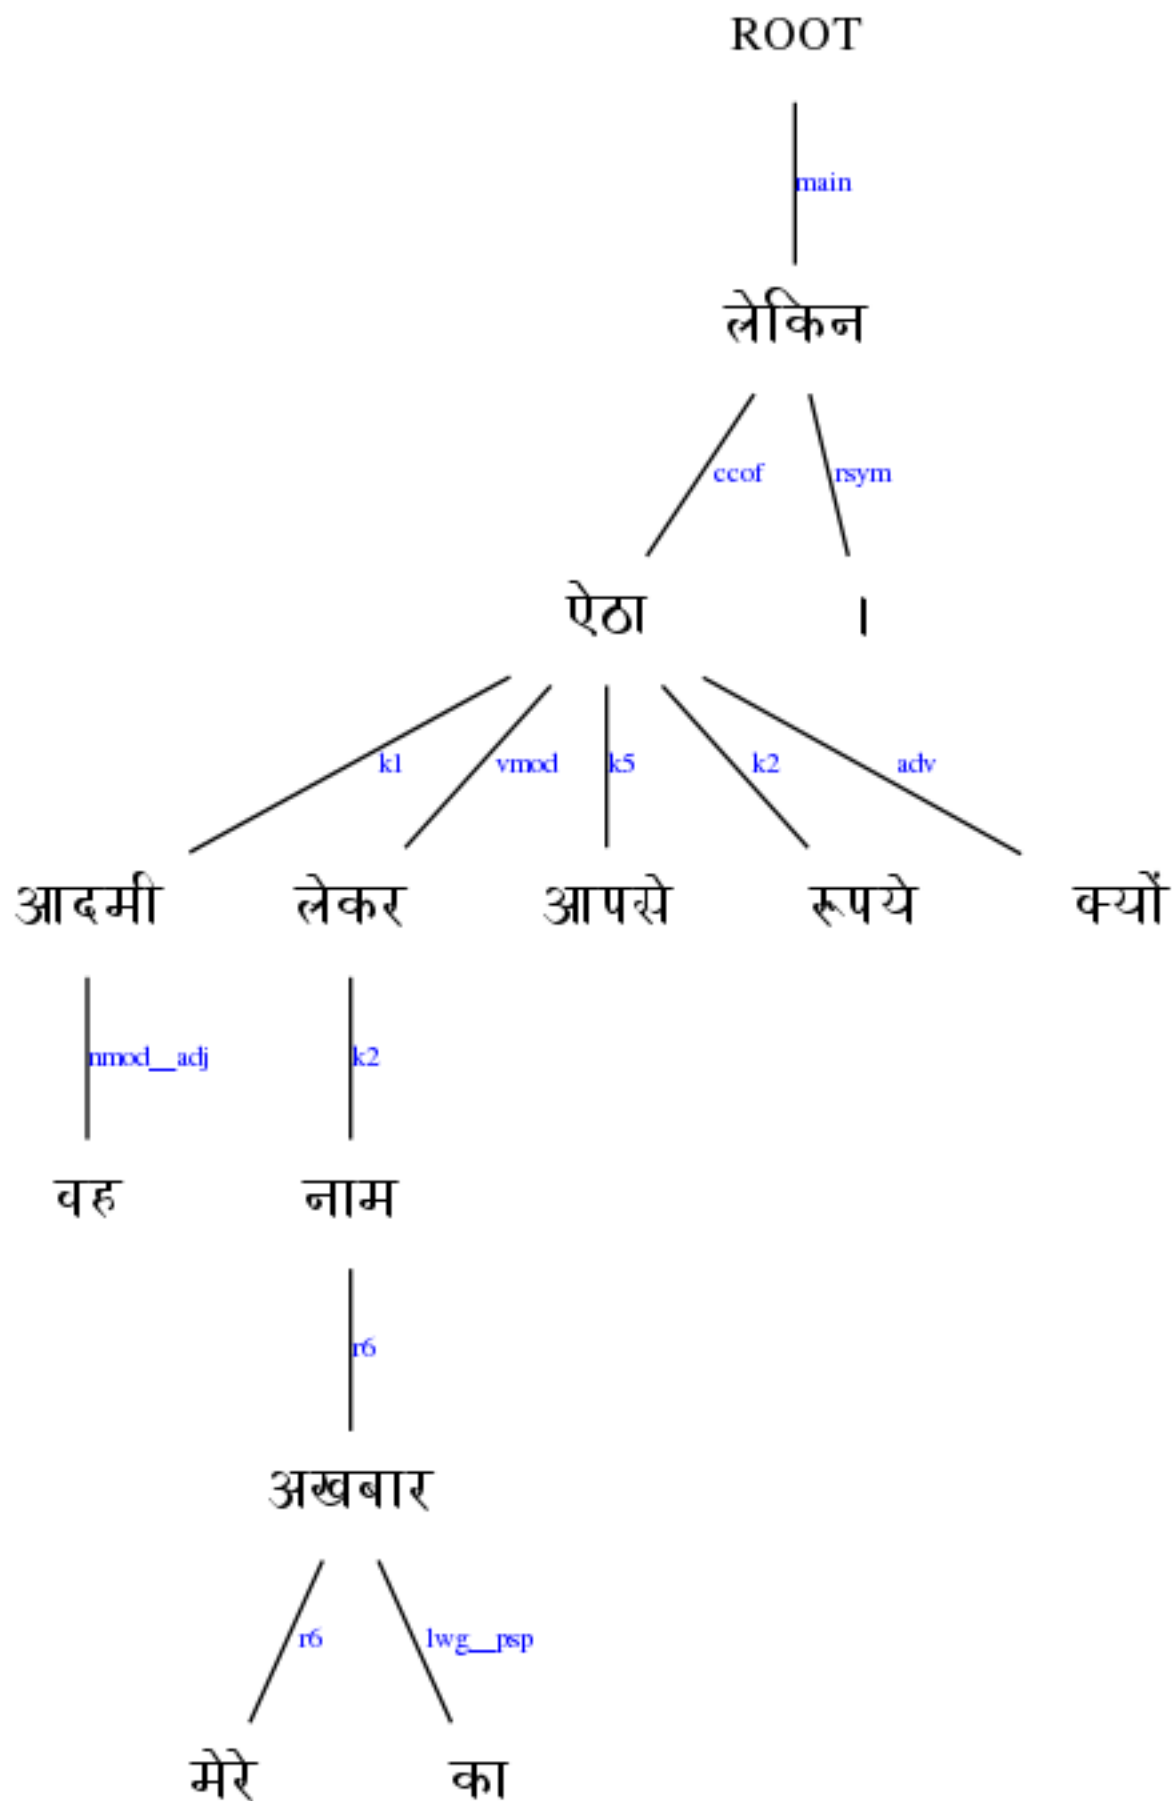 ROOT
main
लेकिन
ccof rsym
ऐठा ।
k1 vmod k5 k2 adv
आदमी लेकर आपसे रूपये क्यों
nmod__adj k2
वह नाम
r6
अखबार
r6 lwg__psp
मेरे का